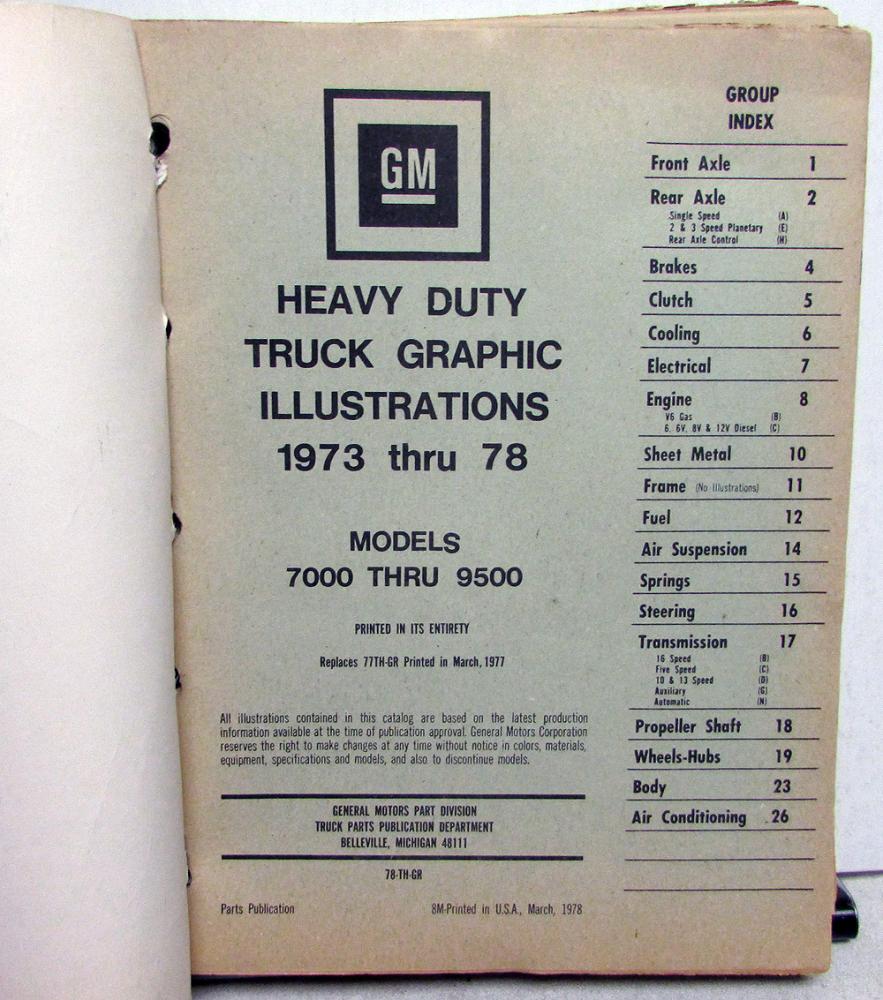 GM
HEAVY DUTY
TRUCK GRAPHIC
ILLUSTRATIONS
1973 thru 78
MODELS
7000 THRU 9500
PRINTED IN ITS ENTIRETY
Replaces 77TH-GR Printed in March, 1977
All illustrations contained in this catalog are based on the latest production
information available at the time of publication approval. General Motors Corporation
reserves the right to make changes at any time without notice in colors, materials,
equipment, specifications and models, and also to discontinue models.
GENERAL MOTORS PART DIVISION
TRUCK PARTS PUBLICATION DEPARTMENT
BELLEVILLE, MICHIGAN 48111
78-TH-GR
Parts Publication 8M-Printed in U.S.A., March, 1978
GROUP
INDEX
Front Axle 1
Rear Axle 2
Single Speed (A)
2 & 3 Speed Planetary (E)
Rear Axle Control (H)
Brakes 4
Clutch 5
Cooling 6
Electrical 7
Engine 8
V6 Gas (B)
6, 6V, 8V & 12V Diesel (C)
Sheet Metal 10
Frame (No Illustrations) 11
Fuel 12
Air Suspension 14
Springs 15
Steering 16
Transmission 17
16 Speed (B)
Five Speed (C)
10 & 13 Speed (D)
Auxiliary (G)
Automatic (N)
Propeller Shaft 18
Wheels-Hubs 19
Body 23
Air Conditioning 26